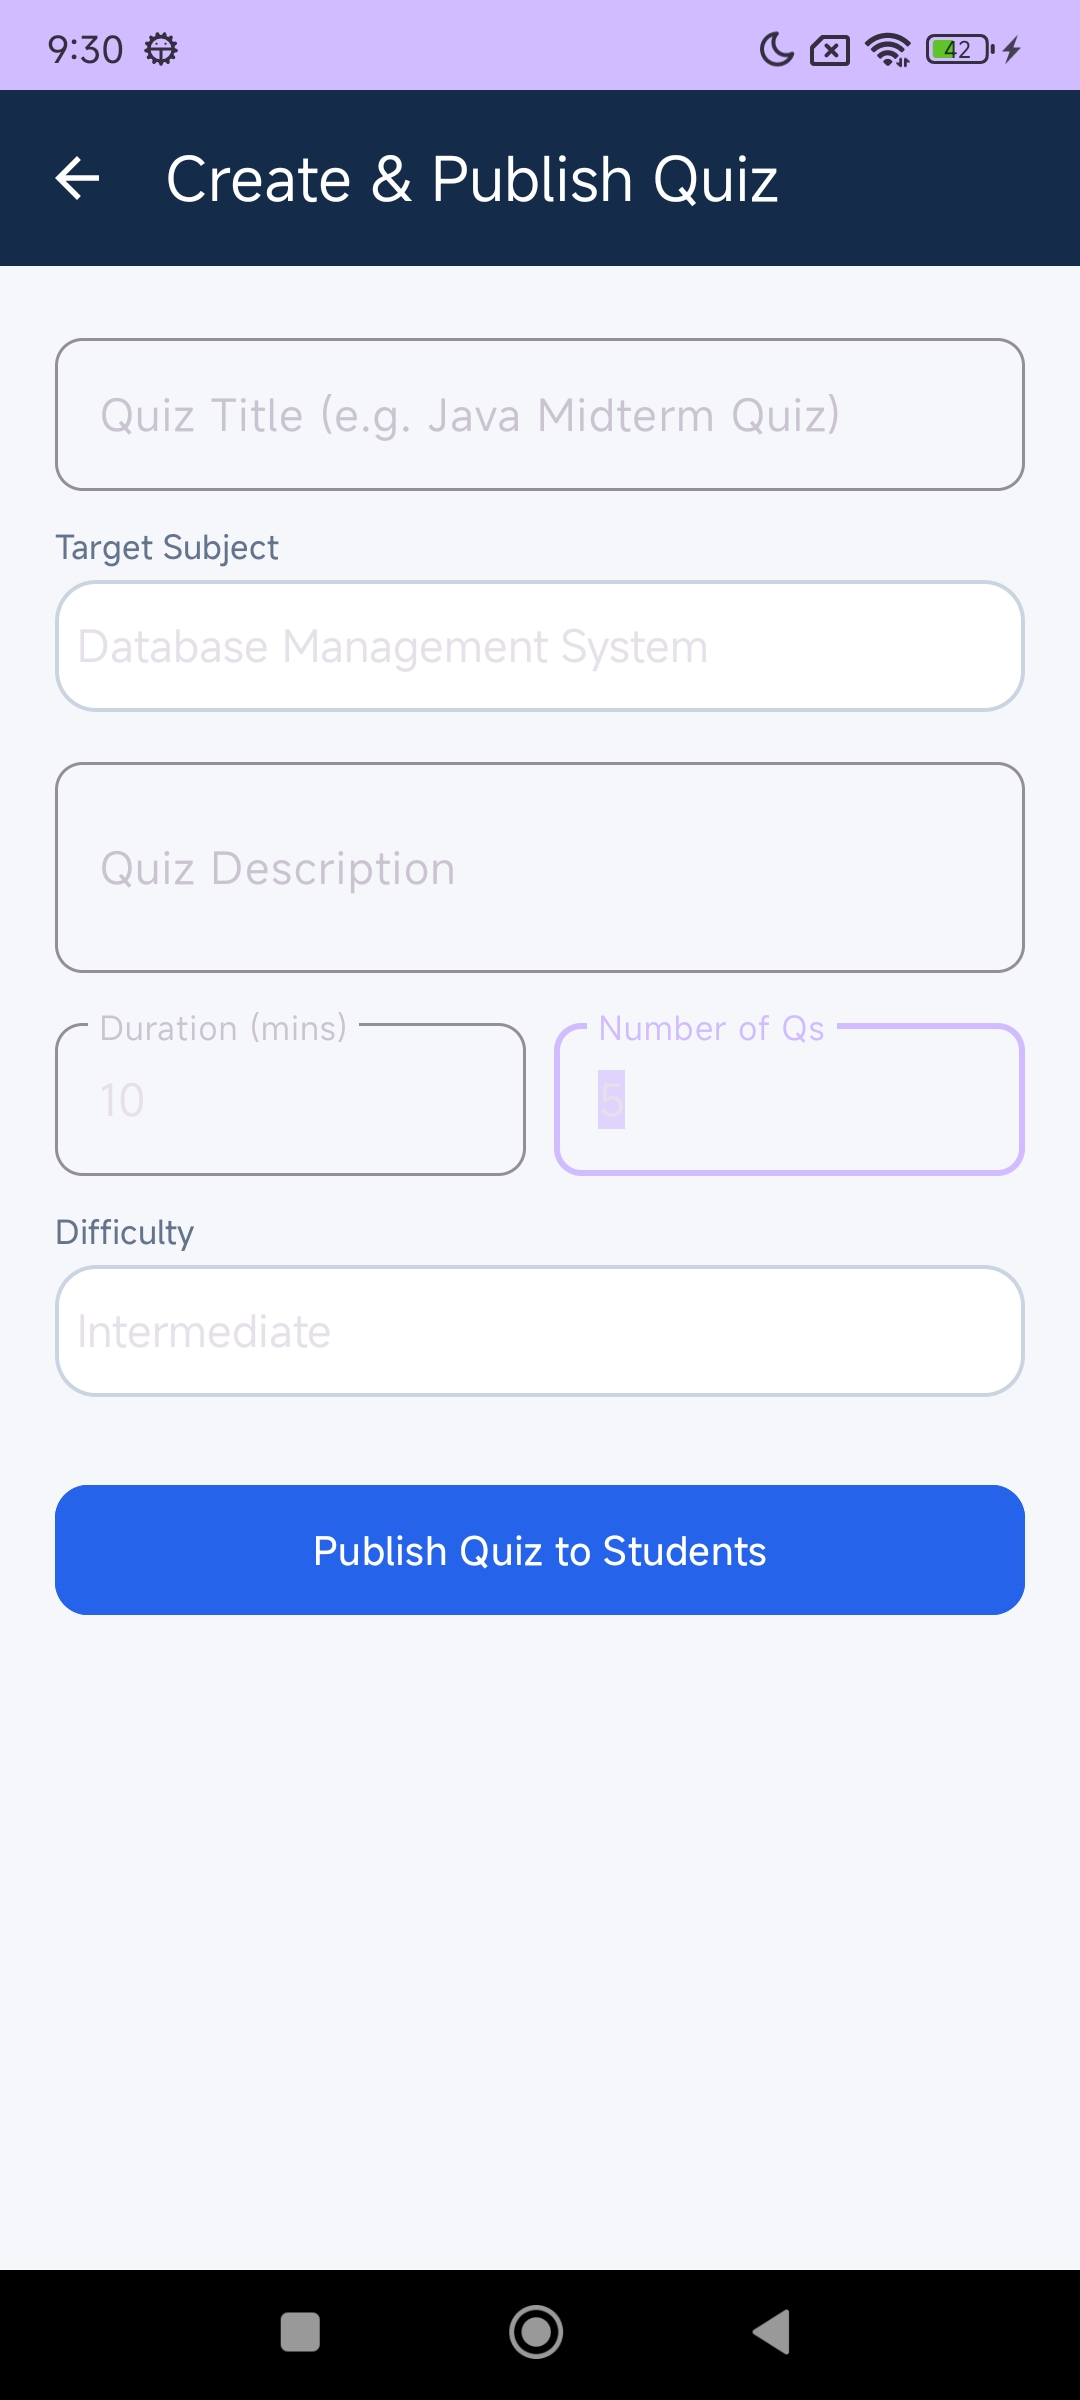 9:30
42
Create & Publish Quiz
Quiz Title (e.g. Java Midterm Quiz)
Target Subject
Database Management System
Quiz Description
Duration (mins)
10
Number of Qs
5
Difficulty
Intermediate
Publish Quiz to Students